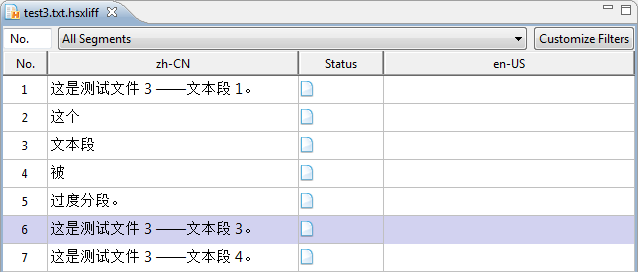 test3.txt.hsxliff
No. All Segments Customize Filters
No. zh-CN Status en-US
1 这是测试文件 3 ——文本段 1。
2 这个
3 文本段
4 被
5 过度分段。
6 这是测试文件 3 ——文本段 3。
7 这是测试文件 3 ——文本段 4。